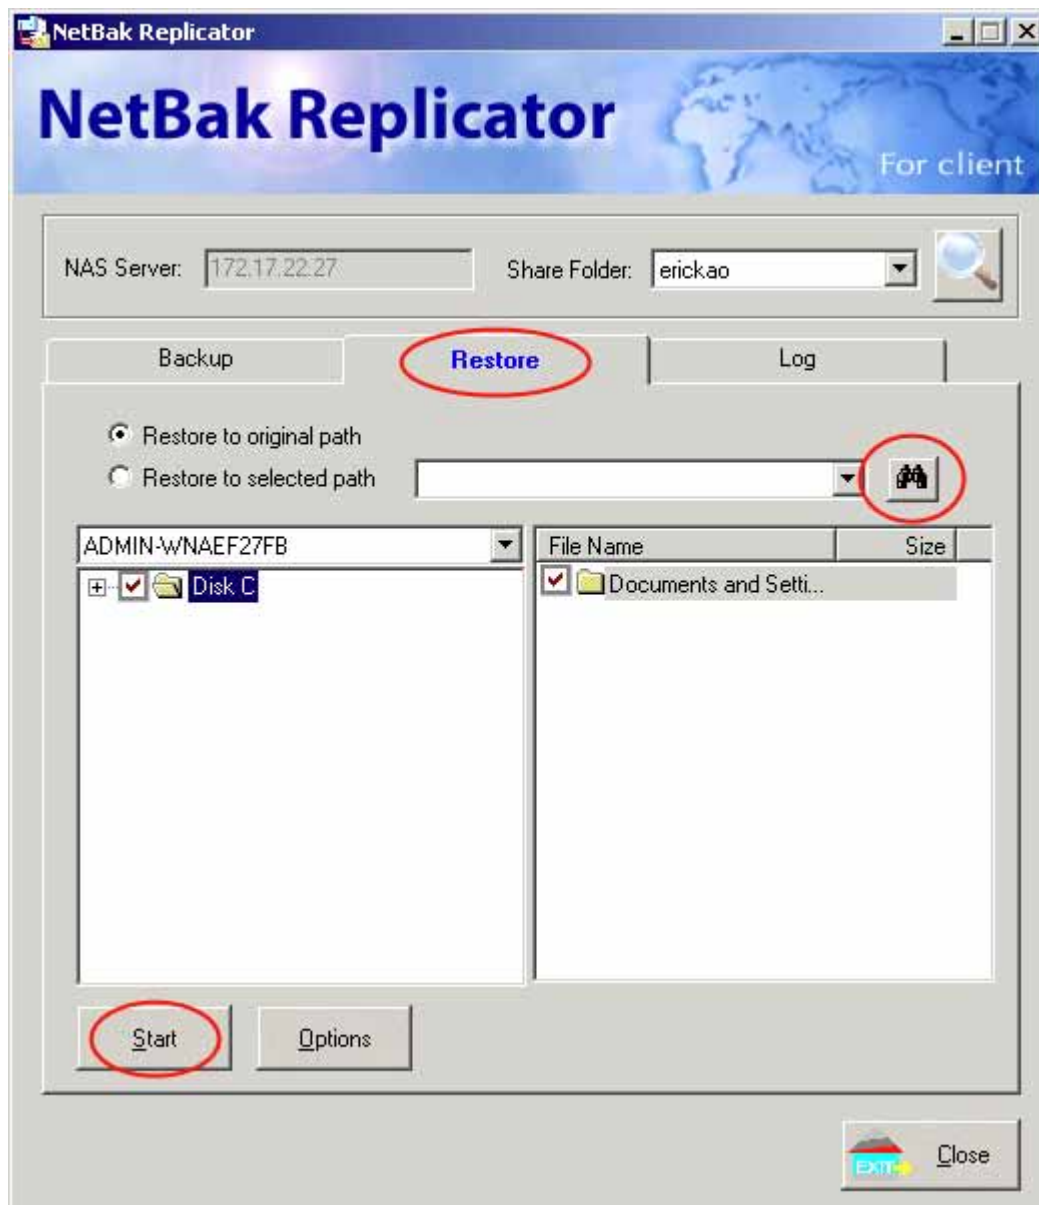 NetBak Replicator
NetBak Replicator
For client
NAS Server: 172.17.22.27 Share Folder: erickao
Backup Restore Log
Restore to original path
Restore to selected path
ADMIN-WNAEF27FB File Name Size
Disk C Documents and Setti...
Start Options
EXIT Close